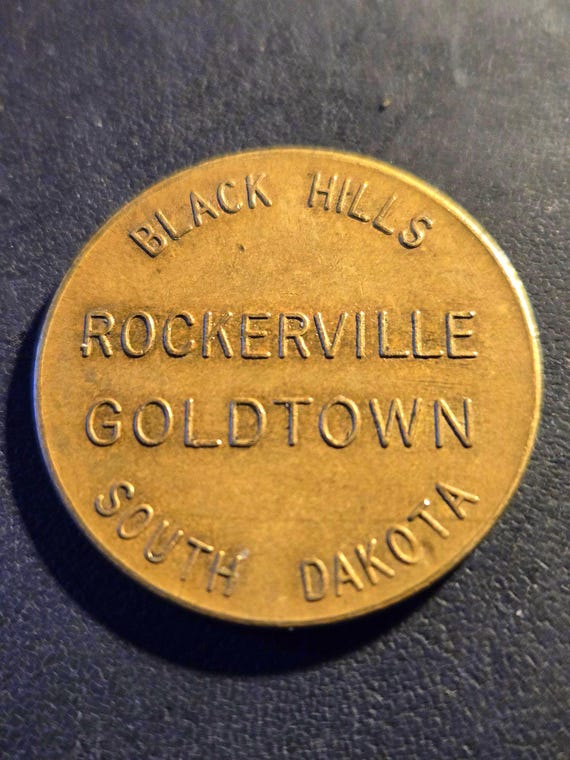 BLACK HILLS
ROCKERVILLE
GOLDTOWN
SOUTH DAKOTA